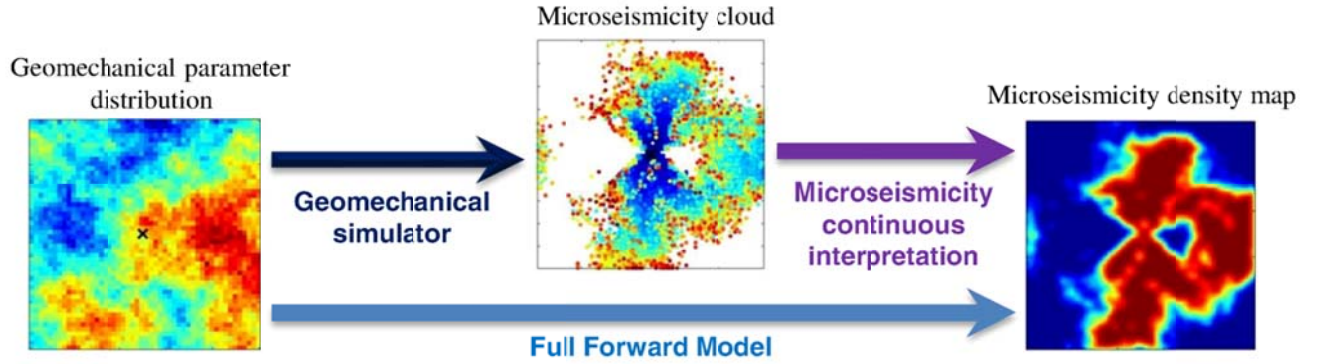 Microseismicity cloud
Geomechanical parameter
distribution
Microseismicity density map
Geomechanical
simulator
Microseismicity
continuous
interpretation
Full Forward Model